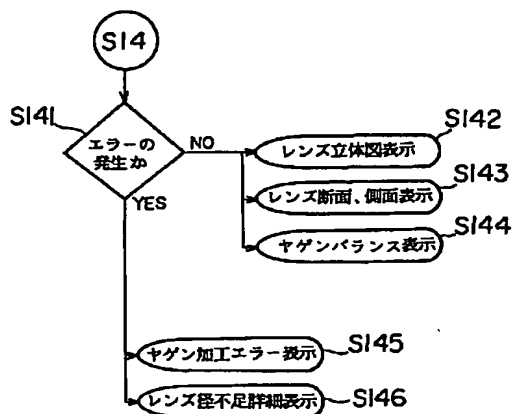 S14
S141
エラーの
発生か
NO
YES
S142
レンズ立体図表示
S143
レンズ断面、側面表示
S144
ヤゲンバランス表示
ヤゲン加工エラー表示
S145
レンズ径不足詳細表示
S146